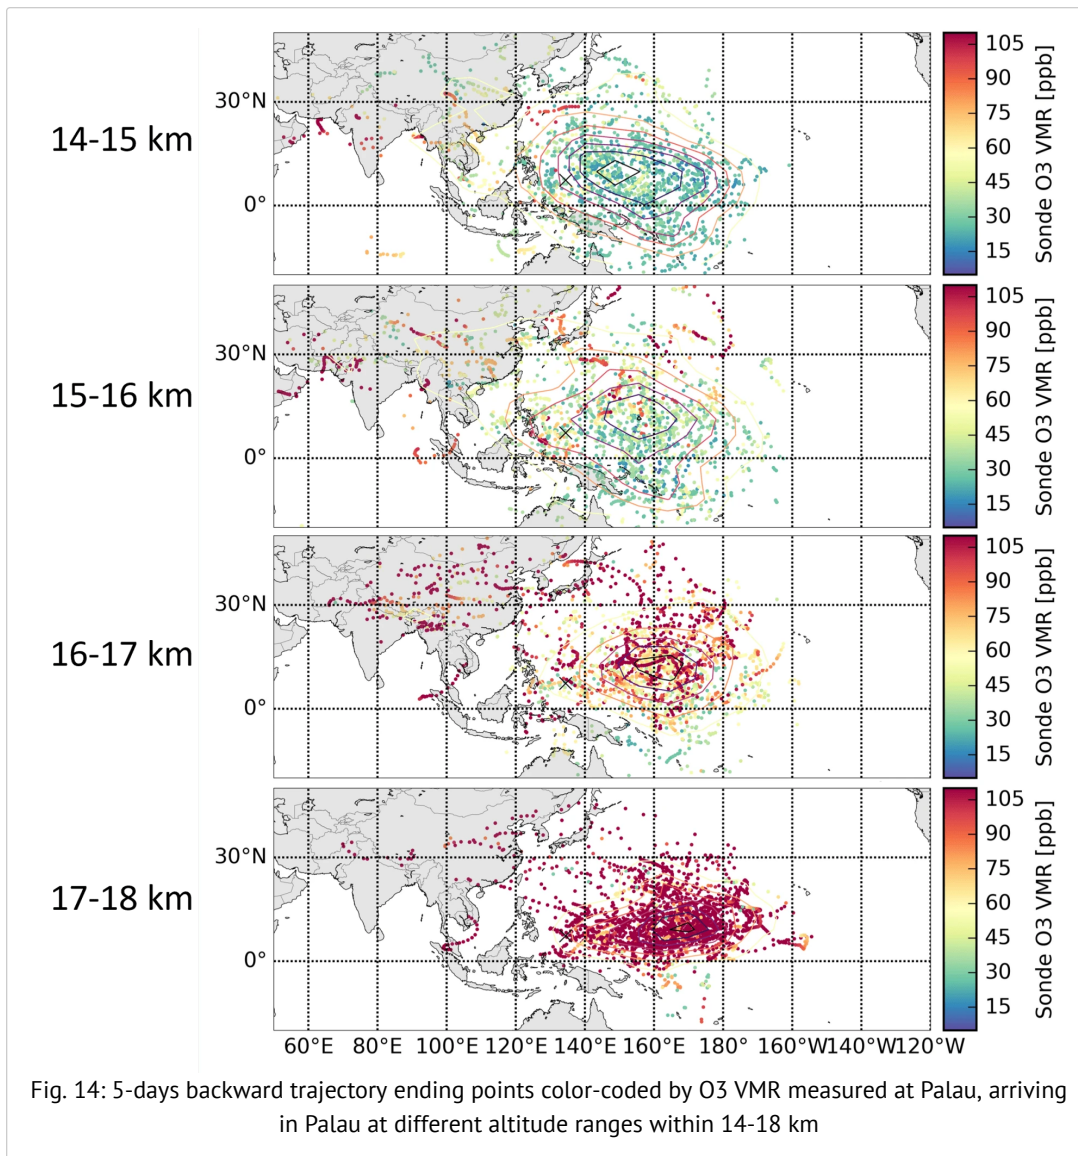 14-15 km
30°N
0°
105
90
75
60
45
30
15
Sonde O3 VMR [ppb]
15-16 km
30°N
0°
105
90
75
60
45
30
15
Sonde O3 VMR [ppb]
16-17 km
30°N
0°
105
90
75
60
45
30
15
Sonde O3 VMR [ppb]
17-18 km
30°N
0°
105
90
75
60
45
30
15
Sonde O3 VMR [ppb]
60°E 80°E 100°E 120°E 140°E 160°E 180° 160°W 140°W 120°W
Fig. 14: 5-days backward trajectory ending points color-coded by O3 VMR measured at Palau, arriving
in Palau at different altitude ranges within 14-18 km